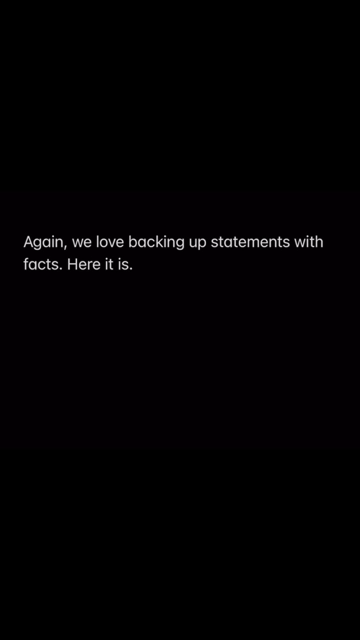 Again, we love backing up statements with
facts. Here it is.